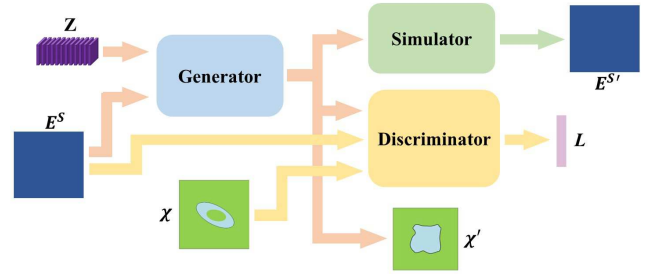 Z
Simulator
Generator
E^S′
E^S
Discriminator
L
χ
χ′